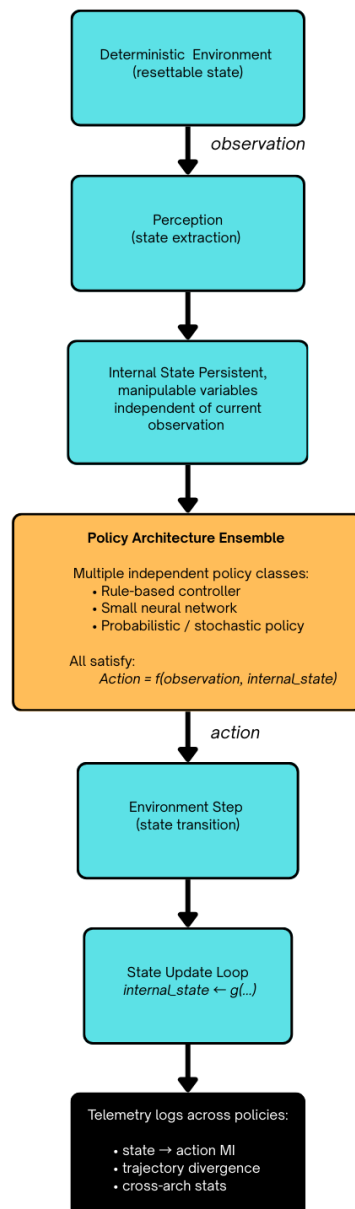 Deterministic Environment
(resettable state)
observation
Perception
(state extraction)
Internal State Persistent,
manipulable variables
independent of current
observation
Policy Architecture Ensemble
Multiple independent policy classes:
• Rule-based controller
• Small neural network
• Probabilistic / stochastic policy
All satisfy:
Action = f(observation, internal_state)
action
Environment Step
(state transition)
State Update Loop
internal_state ← g(...)
Telemetry logs across policies:
• state → action MI
• trajectory divergence
• cross-arch stats